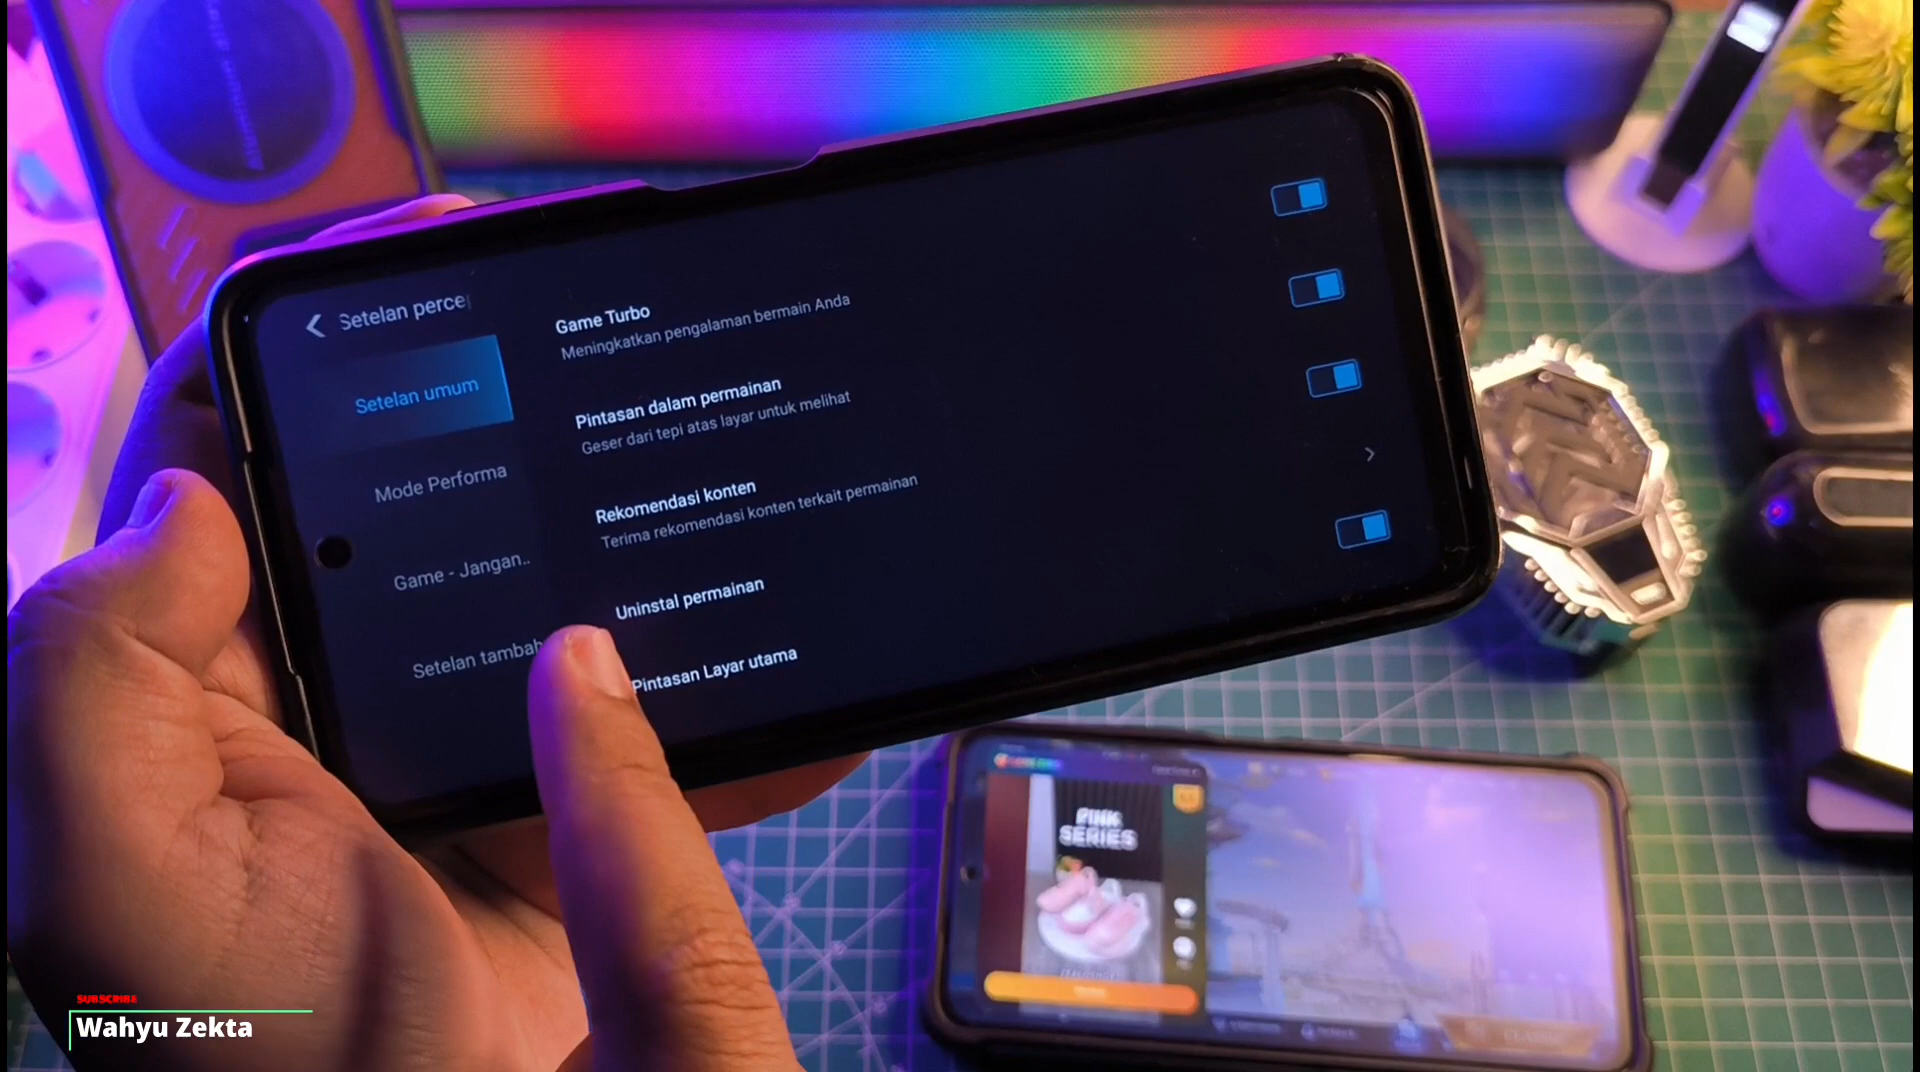 Setelan perce
Setelan umum
Mode Performa
Game - Jangan..
Setelan tambah
Game Turbo
Meningkatkan pengalaman bermain Anda
Pintasan dalam permainan
Geser dari tepi atas layar untuk melihat
Rekomendasi konten
Terima rekomendasi konten terkait permainan
Uninstal permainan
Pintasan Layar utama
PINK
SERIES
SUBSCRIBE
Wahyu Zekta